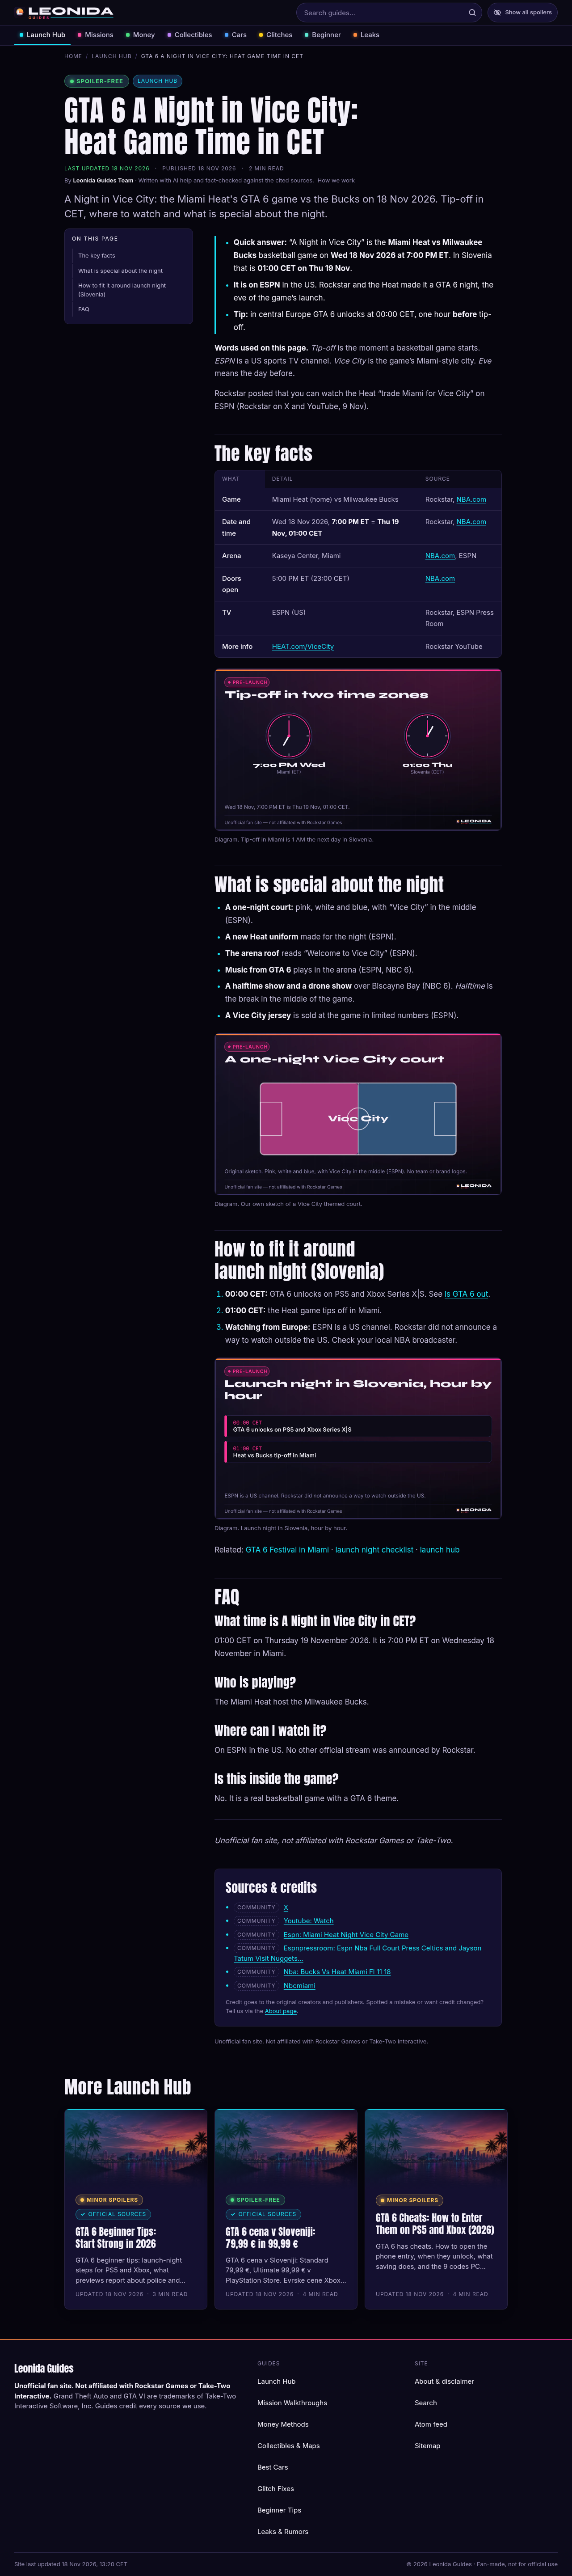 LEONIDA
GUIDES
Search guides...
Show all spoilers
Launch Hub
Missions
Money
Collectibles
Cars
Glitches
Beginner
Leaks
HOME / LAUNCH HUB / GTA 6 A NIGHT IN VICE CITY: HEAT GAME TIME IN CET
SPOILER-FREE
LAUNCH HUB
GTA 6 A Night in Vice City:
Heat Game Time in CET
LAST UPDATED 18 NOV 2026 · PUBLISHED 18 NOV 2026 · 2 MIN READ
By Leonida Guides Team · Written with AI help and fact-checked against the cited sources. How we work
A Night in Vice City: the Miami Heat's GTA 6 game vs the Bucks on 18 Nov 2026. Tip-off in
CET, where to watch and what is special about the night.
ON THIS PAGE
The key facts
What is special about the night
How to fit it around launch night
(Slovenia)
FAQ
Quick answer: “A Night in Vice City” is the Miami Heat vs Milwaukee
Bucks basketball game on Wed 18 Nov 2026 at 7:00 PM ET. In Slovenia
that is 01:00 CET on Thu 19 Nov.
It is on ESPN in the US. Rockstar and the Heat made it a GTA 6 night, the
eve of the game’s launch.
Tip: in central Europe GTA 6 unlocks at 00:00 CET, one hour before tip-
off.
Words used on this page. Tip-off is the moment a basketball game starts.
ESPN is a US sports TV channel. Vice City is the game’s Miami-style city. Eve
means the day before.
Rockstar posted that you can watch the Heat “trade Miami for Vice City” on
ESPN (Rockstar on X and YouTube, 9 Nov).
The key facts
WHAT DETAIL SOURCE
Game Miami Heat (home) vs Milwaukee Bucks Rockstar, NBA.com
Date and Wed 18 Nov 2026, 7:00 PM ET = Thu 19 Rockstar, NBA.com
time Nov, 01:00 CET
Arena Kaseya Center, Miami NBA.com, ESPN
Doors 5:00 PM ET (23:00 CET) NBA.com
open
TV ESPN (US) Rockstar, ESPN Press
Room
More info HEAT.com/ViceCity Rockstar YouTube
PRE-LAUNCH
Tip-off in two time zones
7:00 PM Wed
Miami (ET)
01:00 Thu
Slovenia (CET)
Wed 18 Nov, 7:00 PM ET is Thu 19 Nov, 01:00 CET.
Unofficial fan site — not affiliated with Rockstar Games
LEONIDA
Diagram. Tip-off in Miami is 1 AM the next day in Slovenia.
What is special about the night
A one-night court: pink, white and blue, with “Vice City” in the middle
(ESPN).
A new Heat uniform made for the night (ESPN).
The arena roof reads “Welcome to Vice City” (ESPN).
Music from GTA 6 plays in the arena (ESPN, NBC 6).
A halftime show and a drone show over Biscayne Bay (NBC 6). Halftime is
the break in the middle of the game.
A Vice City jersey is sold at the game in limited numbers (ESPN).
PRE-LAUNCH
A one-night Vice City court
Vice City
Original sketch. Pink, white and blue, with Vice City in the middle (ESPN). No team or brand logos.
Unofficial fan site — not affiliated with Rockstar Games
LEONIDA
Diagram. Our own sketch of a Vice City themed court.
How to fit it around
launch night (Slovenia)
1. 00:00 CET: GTA 6 unlocks on PS5 and Xbox Series X|S. See is GTA 6 out.
2. 01:00 CET: the Heat game tips off in Miami.
3. Watching from Europe: ESPN is a US channel. Rockstar did not announce a
way to watch outside the US. Check your local NBA broadcaster.
PRE-LAUNCH
Launch night in Slovenia, hour by
hour
00:00 CET
GTA 6 unlocks on PS5 and Xbox Series X|S
01:00 CET
Heat vs Bucks tip-off in Miami
ESPN is a US channel. Rockstar did not announce a way to watch outside the US.
Unofficial fan site — not affiliated with Rockstar Games
LEONIDA
Diagram. Launch night in Slovenia, hour by hour.
Related: GTA 6 Festival in Miami · launch night checklist · launch hub
FAQ
What time is A Night in Vice City in CET?
01:00 CET on Thursday 19 November 2026. It is 7:00 PM ET on Wednesday 18
November in Miami.
Who is playing?
The Miami Heat host the Milwaukee Bucks.
Where can I watch it?
On ESPN in the US. No other official stream was announced by Rockstar.
Is this inside the game?
No. It is a real basketball game with a GTA 6 theme.
Unofficial fan site, not affiliated with Rockstar Games or Take-Two.
Sources & credits
COMMUNITY X
COMMUNITY Youtube: Watch
COMMUNITY Espn: Miami Heat Night Vice City Game
COMMUNITY Espnpressroom: Espn Nba Full Court Press Celtics and Jayson
Tatum Visit Nuggets...
COMMUNITY Nba: Bucks Vs Heat Miami Fl 11 18
COMMUNITY Nbcmiami
Credit goes to the original creators and publishers. Spotted a mistake or want credit changed?
Tell us via the About page.
Unofficial fan site. Not affiliated with Rockstar Games or Take-Two Interactive.
More Launch Hub
MINOR SPOILERS
OFFICIAL SOURCES
GTA 6 Beginner Tips:
Start Strong in 2026
GTA 6 beginner tips: launch-night
steps for PS5 and Xbox, what
previews report about police and...
UPDATED 18 NOV 2026 · 3 MIN READ
SPOILER-FREE
OFFICIAL SOURCES
GTA 6 cena v Sloveniji:
79,99 € in 99,99 €
GTA 6 cena v Sloveniji: Standard
79,99 €, Ultimate 99,99 € v
PlayStation Store. Evrske cene Xbox...
UPDATED 18 NOV 2026 · 4 MIN READ
MINOR SPOILERS
GTA 6 Cheats: How to Enter
Them on PS5 and Xbox (2026)
GTA 6 has cheats. How to open the
phone entry, when they unlock, what
saving does, and the 9 codes PC...
UPDATED 18 NOV 2026 · 4 MIN READ
Leonida Guides
Unofficial fan site. Not affiliated with Rockstar Games or Take-Two
Interactive. Grand Theft Auto and GTA VI are trademarks of Take-Two
Interactive Software, Inc. Guides credit every source we use.
GUIDES
Launch Hub
Mission Walkthroughs
Money Methods
Collectibles & Maps
Best Cars
Glitch Fixes
Beginner Tips
Leaks & Rumors
SITE
About & disclaimer
Search
Atom feed
Sitemap
Site last updated 18 Nov 2026, 13:20 CET
© 2026 Leonida Guides · Fan-made, not for official use